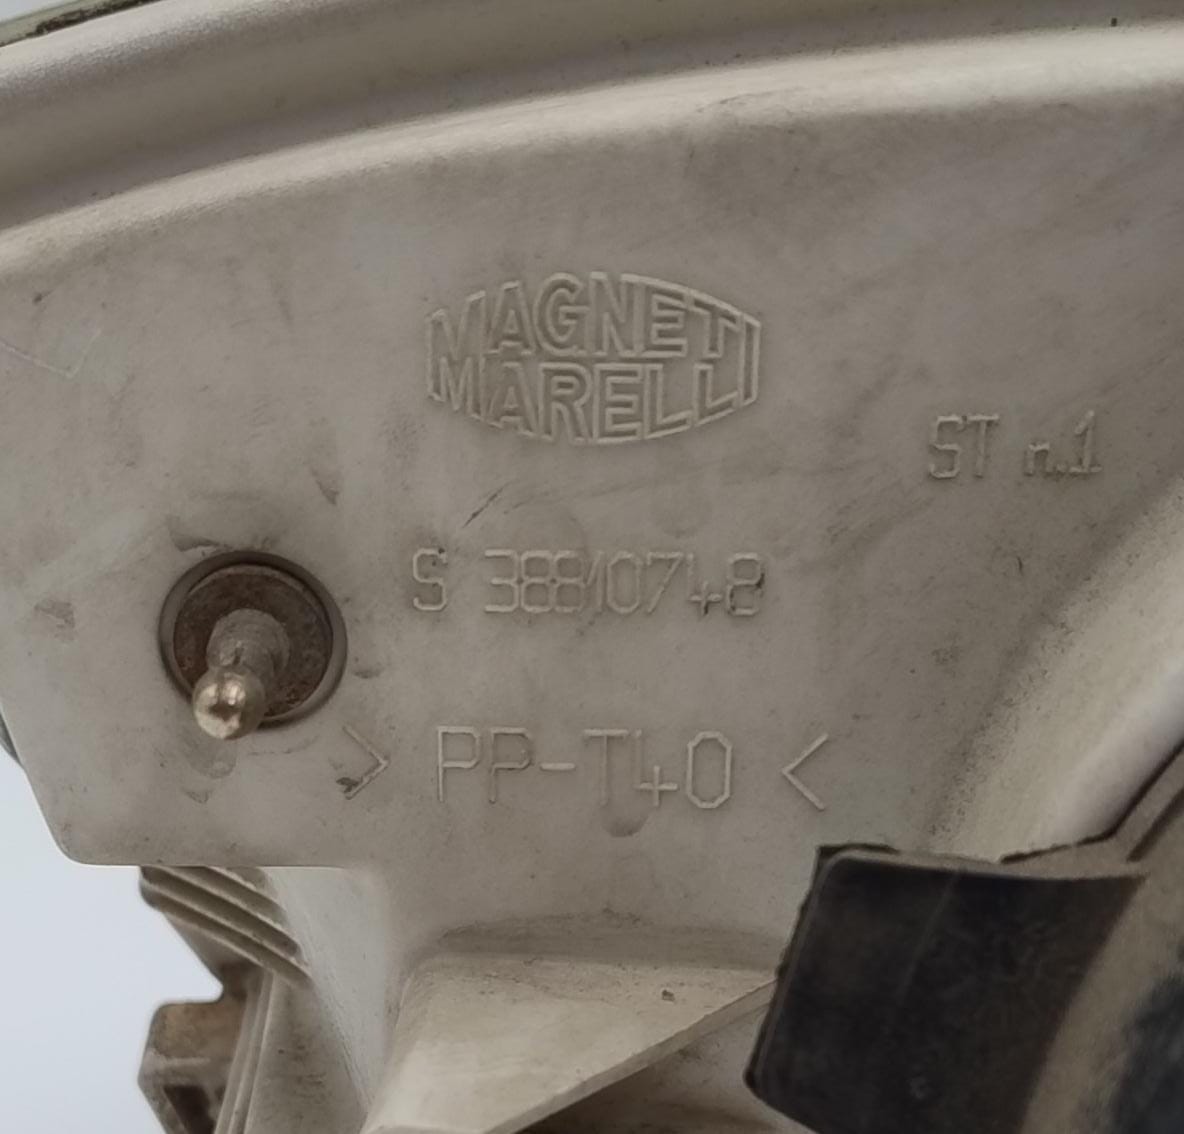 MAGNETI
MARELLI
ST n.1
S 38810748
> PP-T40 <